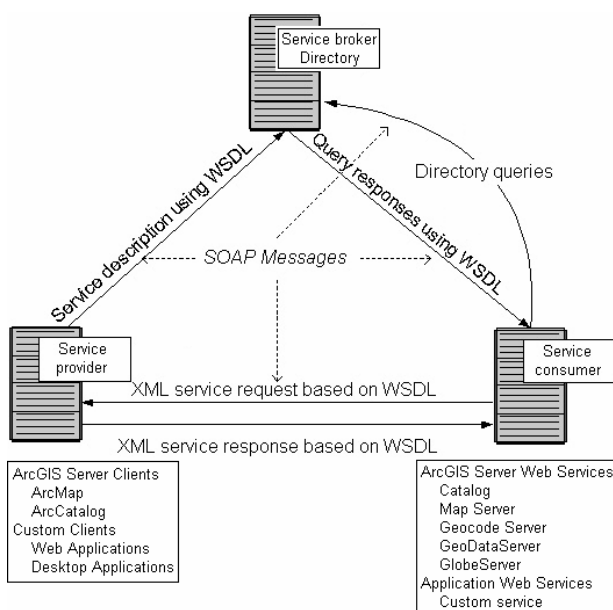 Service broker
Directory
Service description using WSDL
Query responses using WSDL
Directory queries
SOAP Messages
Service
provider
Service
consumer
XML service request based on WSDL
XML service response based on WSDL
ArcGIS Server Clients
ArcMap
ArcCatalog
Custom Clients
Web Applications
Desktop Applications
ArcGIS Server Web Services
Catalog
Map Server
Geocode Server
GeoDataServer
GlobeServer
Application Web Services
Custom service